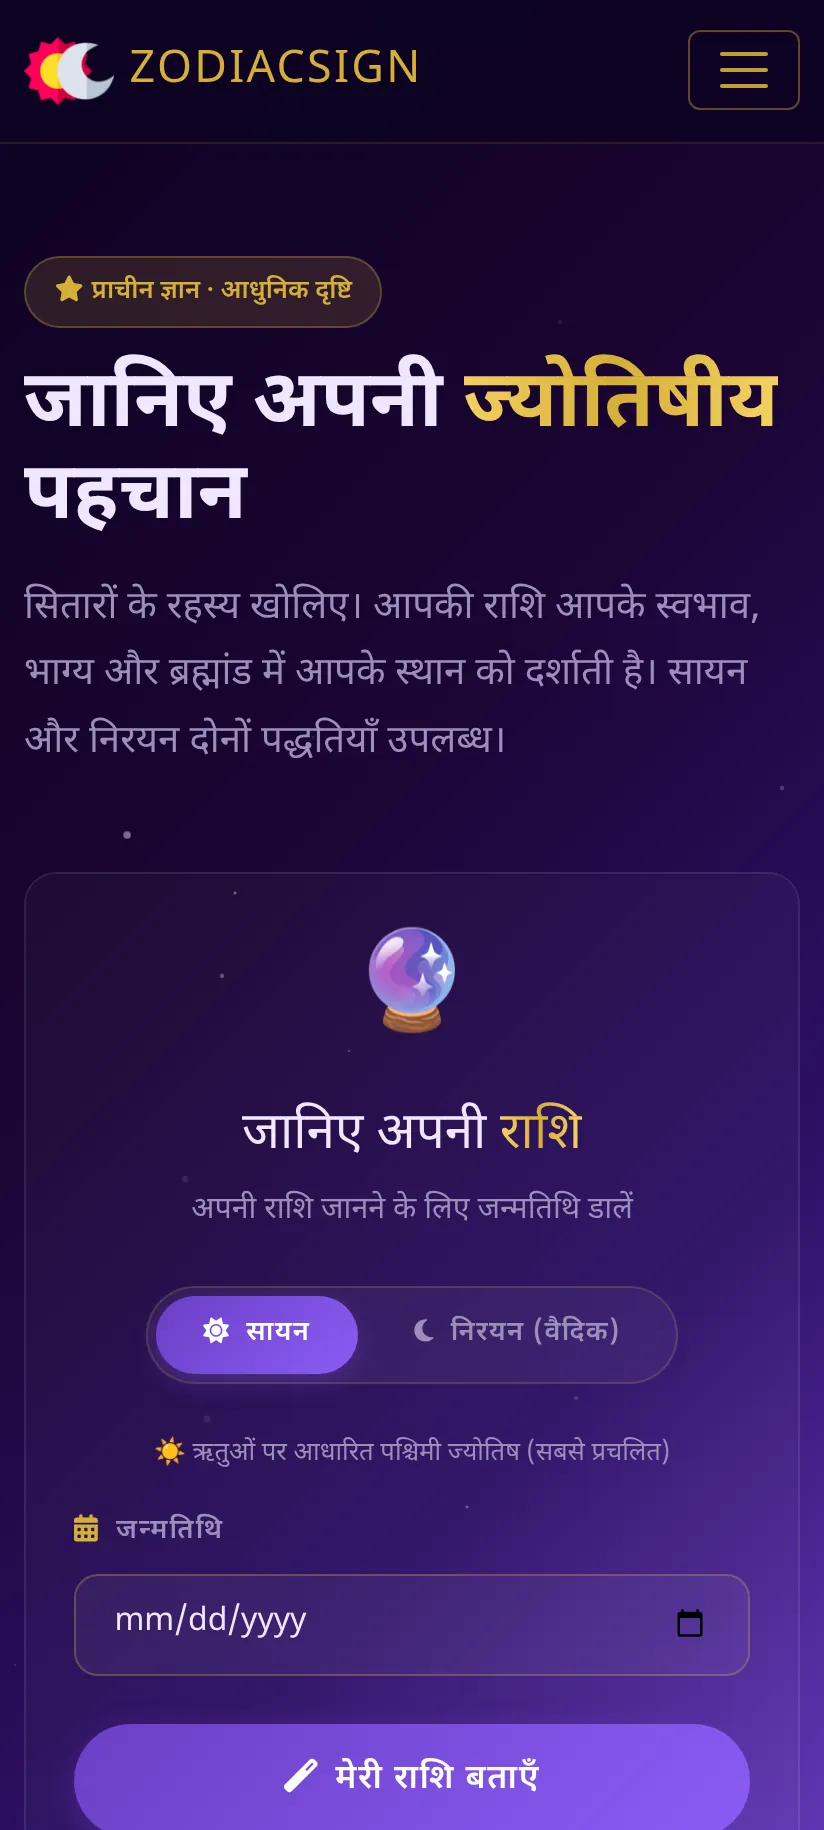 ZODIACSIGN
प्राचीन ज्ञान · आधुनिक दृष्टि
जानिए अपनी ज्योतिषीय
पहचान
सितारों के रहस्य खोलिए। आपकी राशि आपके स्वभाव,
भाग्य और ब्रह्मांड में आपके स्थान को दर्शाती है। सायन
और निरयन दोनों पद्धतियाँ उपलब्ध।
जानिए अपनी राशि
अपनी राशि जानने के लिए जन्मतिथि डालें
सायन
निरयन (वैदिक)
ऋतुओं पर आधारित पश्चिमी ज्योतिष (सबसे प्रचलित)
जन्मतिथि
mm/dd/yyyy
मेरी राशि बताएँ